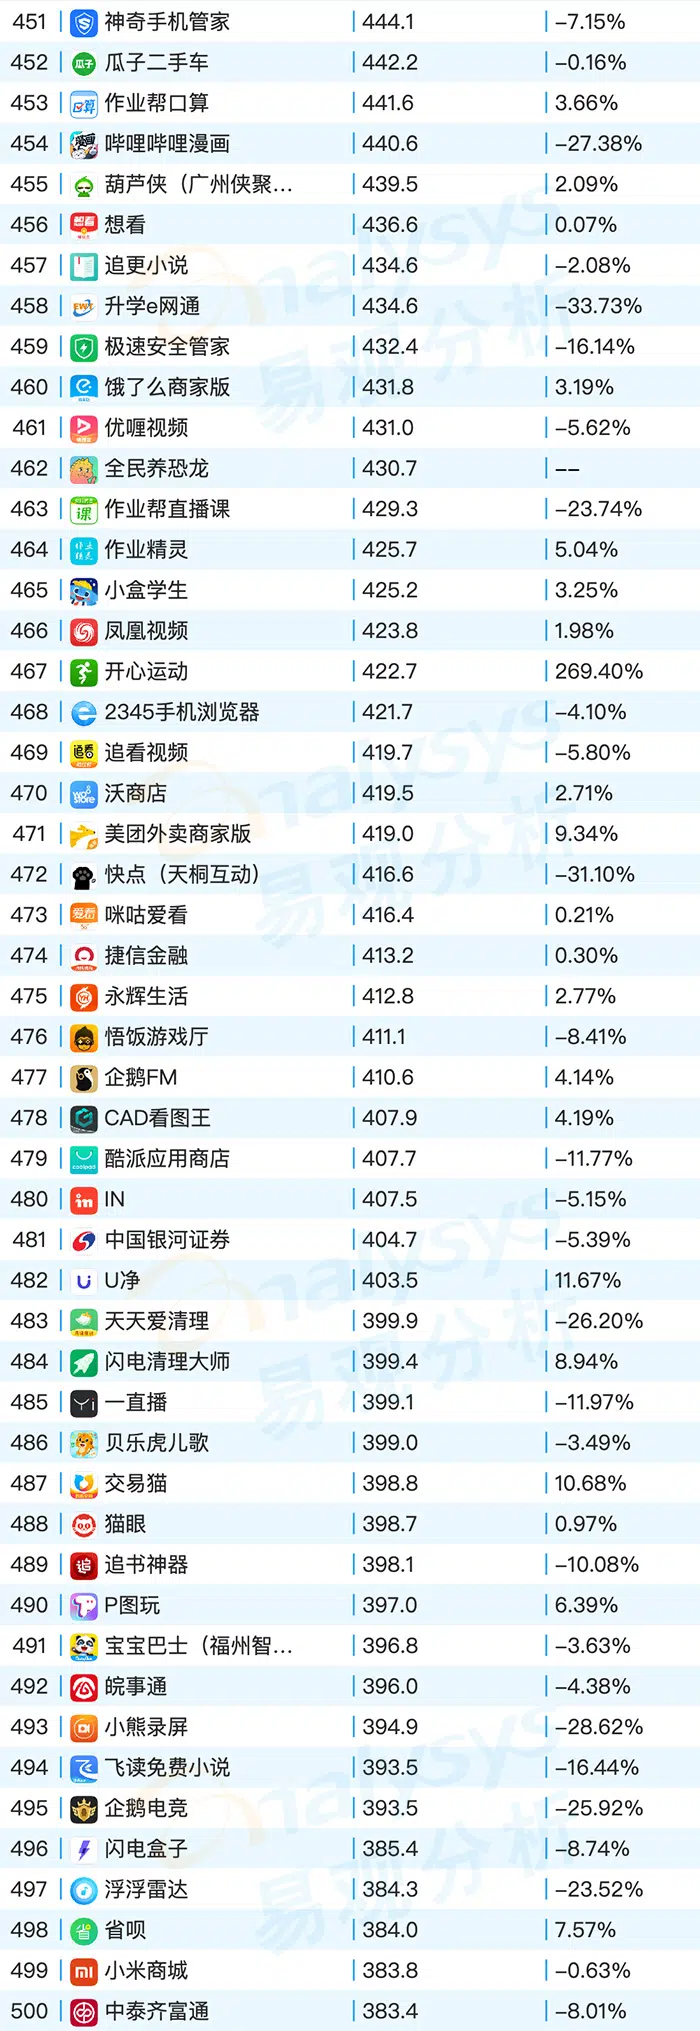 451 神奇手机管家 444.1 -7.15%
452 瓜子二手车 442.2 -0.16%
453 作业帮口算 441.6 3.66%
454 哔哩哔哩漫画 440.6 -27.38%
455 葫芦侠（广州侠聚... 439.5 2.09%
456 想看 436.6 0.07%
457 追更小说 434.6 -2.08%
458 升学e网通 434.6 -33.73%
459 极速安全管家 432.4 -16.14%
460 饿了么商家版 431.8 3.19%
461 优喱视频 431.0 -5.62%
462 全民养恐龙 430.7 --
463 作业帮直播课 429.3 -23.74%
464 作业精灵 425.7 5.04%
465 小盒学生 425.2 3.25%
466 凤凰视频 423.8 1.98%
467 开心运动 422.7 269.40%
468 2345手机浏览器 421.7 -4.10%
469 追看视频 419.7 -5.80%
470 沃商店 419.5 2.71%
471 美团外卖商家版 419.0 9.34%
472 快点（天桐互动） 416.6 -31.10%
473 咪咕爱看 416.4 0.21%
474 捷信金融 413.2 0.30%
475 永辉生活 412.8 2.77%
476 悟饭游戏厅 411.1 -8.41%
477 企鹅FM 410.6 4.14%
478 CAD看图王 407.9 4.19%
479 酷派应用商店 407.7 -11.77%
480 IN 407.5 -5.15%
481 中国银河证券 404.7 -5.39%
482 U净 403.5 11.67%
483 天天爱清理 399.9 -26.20%
484 闪电清理大师 399.4 8.94%
485 一直播 399.1 -11.97%
486 贝乐虎儿歌 399.0 -3.49%
487 交易猫 398.8 10.68%
488 猫眼 398.7 0.97%
489 追书神器 398.1 -10.08%
490 P图玩 397.0 6.39%
491 宝宝巴士（福州智... 396.8 -3.63%
492 皖事通 396.0 -4.38%
493 小熊录屏 394.9 -28.62%
494 飞读免费小说 393.5 -16.44%
495 企鹅电竞 393.5 -25.92%
496 闪电盒子 385.4 -8.74%
497 浮浮雷达 384.3 -23.52%
498 省呗 384.0 7.57%
499 小米商城 383.8 -0.63%
500 中泰齐富通 383.4 -8.01%